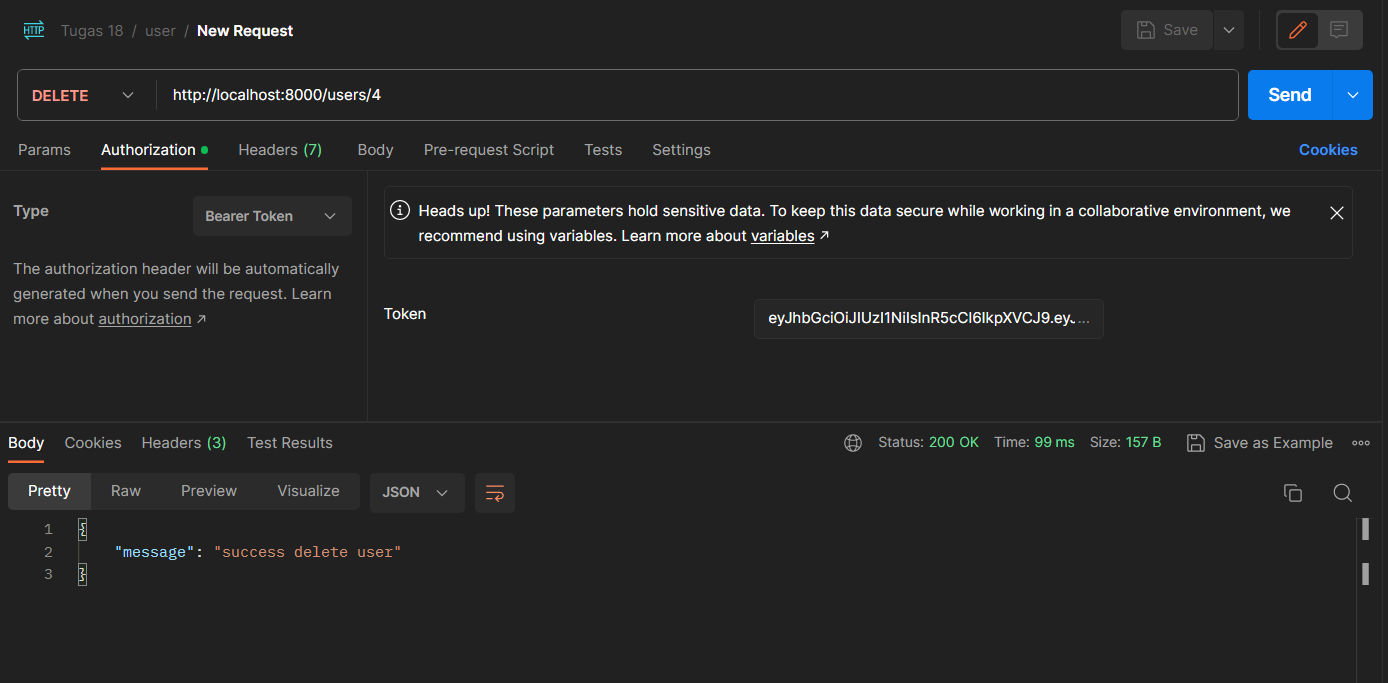 HTTP Tugas 18 / user / New Request Save
DELETE http://localhost:8000/users/4 Send
Params Authorization Headers (7) Body Pre-request Script Tests Settings Cookies
Type Bearer Token
The authorization header will be automatically
generated when you send the request. Learn
more about authorization ↗
Heads up! These parameters hold sensitive data. To keep this data secure while working in a collaborative environment, we
recommend using variables. Learn more about variables ↗
Token eyJhbGciOiJIUzI1NiIsInR5cCI6IkpXVCJ9.eyJ...
Body Cookies Headers (3) Test Results Status: 200 OK Time: 99 ms Size: 157 B Save as Example
Pretty Raw Preview Visualize JSON
1 {
2 "message": "success delete user"
3 }